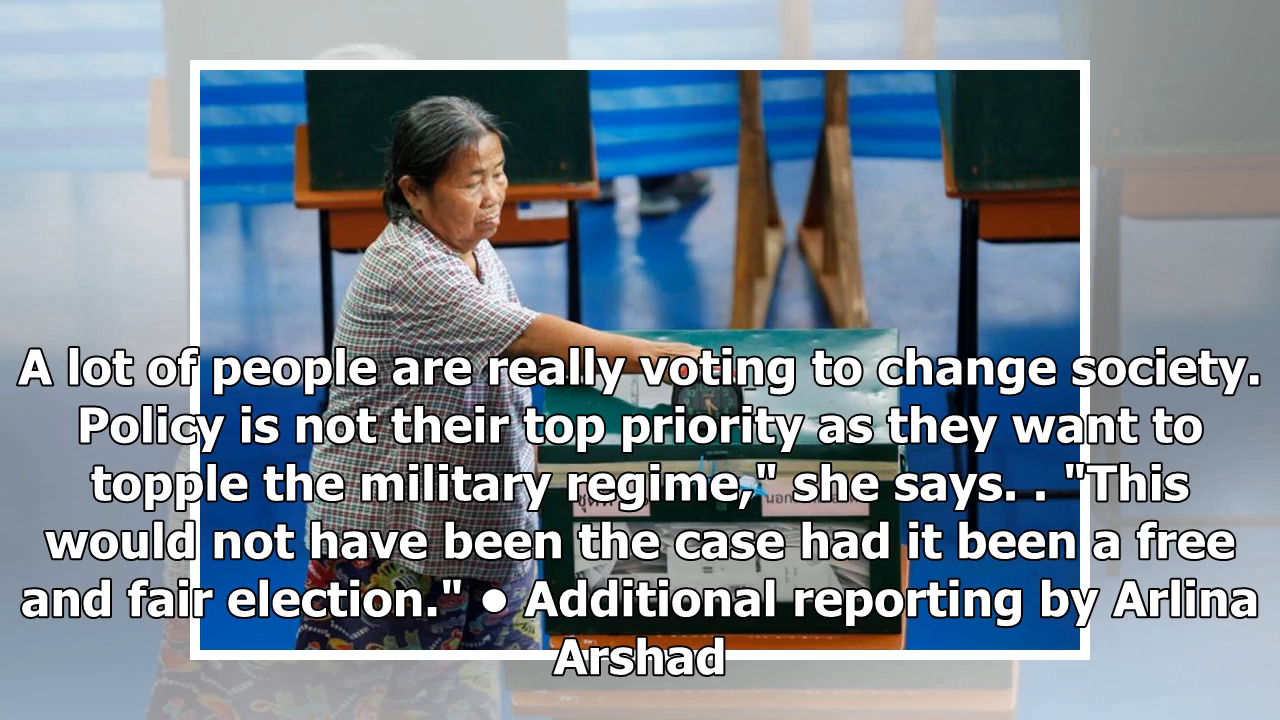 A lot of people are really voting to change society.
Policy is not their top priority as they want to
topple the military regime," she says. . "This
would not have been the case had it been a free
and fair election." ● Additional reporting by Arlina
Arshad